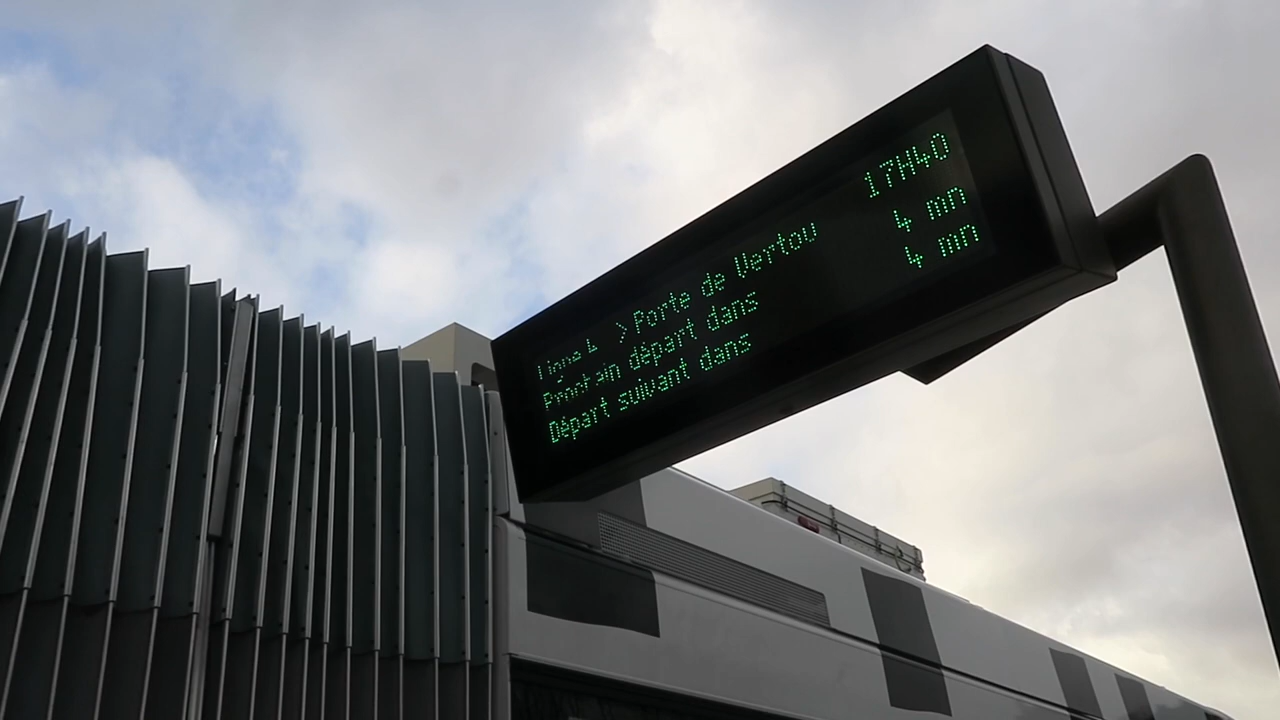 Ligne 4 >Porte de Vertou 17H40
Prochain départ dans 4 mn
Départ suivant dans 4 mn